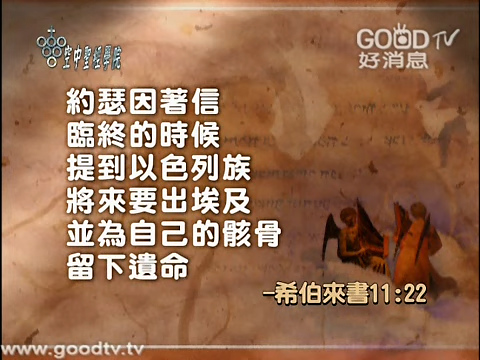 空中聖經學院
GOOD TV
好消息
約瑟因著信
臨終的時候
提到以色列族
將來要出埃及
並為自己的骸骨
留下遺命
-希伯來書11:22
www.goodtv.tv